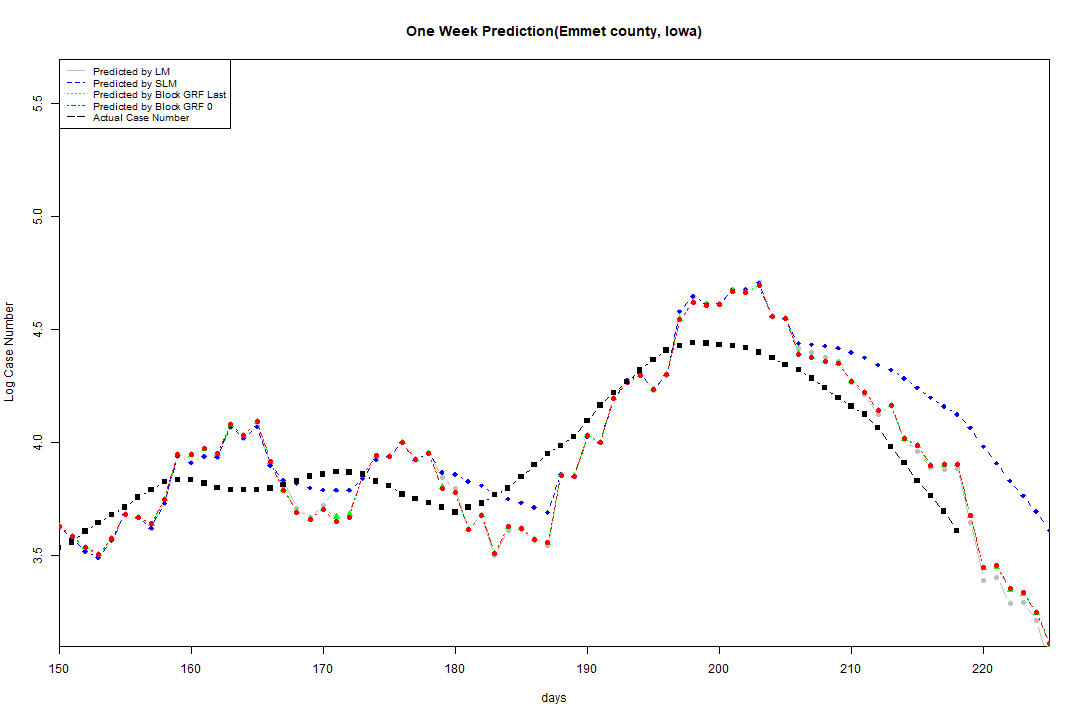 One Week Prediction(Emmet county, Iowa)
Predicted by LM
Predicted by SLM
Predicted by Block GRF Last
Predicted by Block GRF 0
Actual Case Number
5.5
5.0
4.5
4.0
3.5
Log Case Number
150 160 170 180 190 200 210 220
days